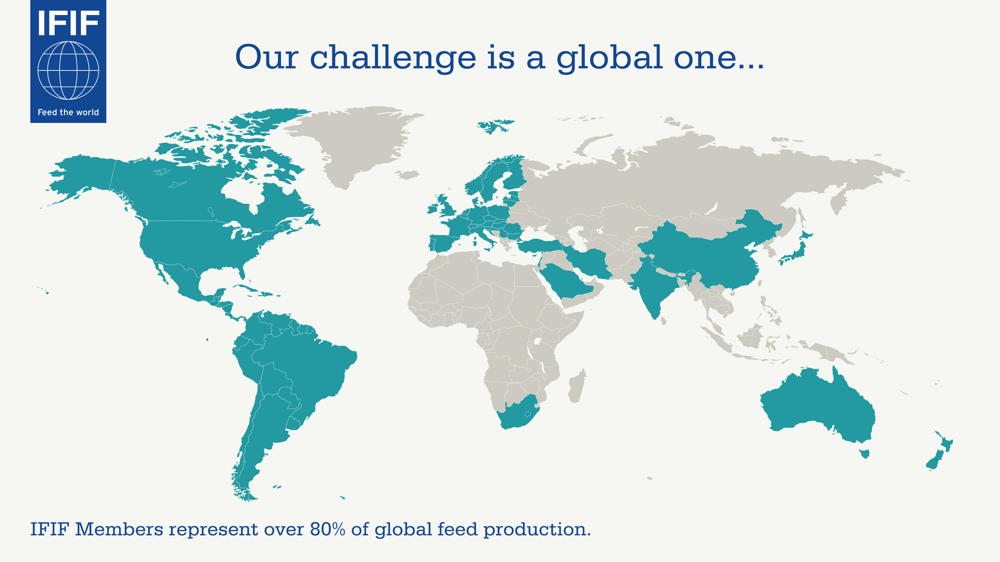 IFIF
Feed the world
Our challenge is a global one...
IFIF Members represent over 80% of global feed production.